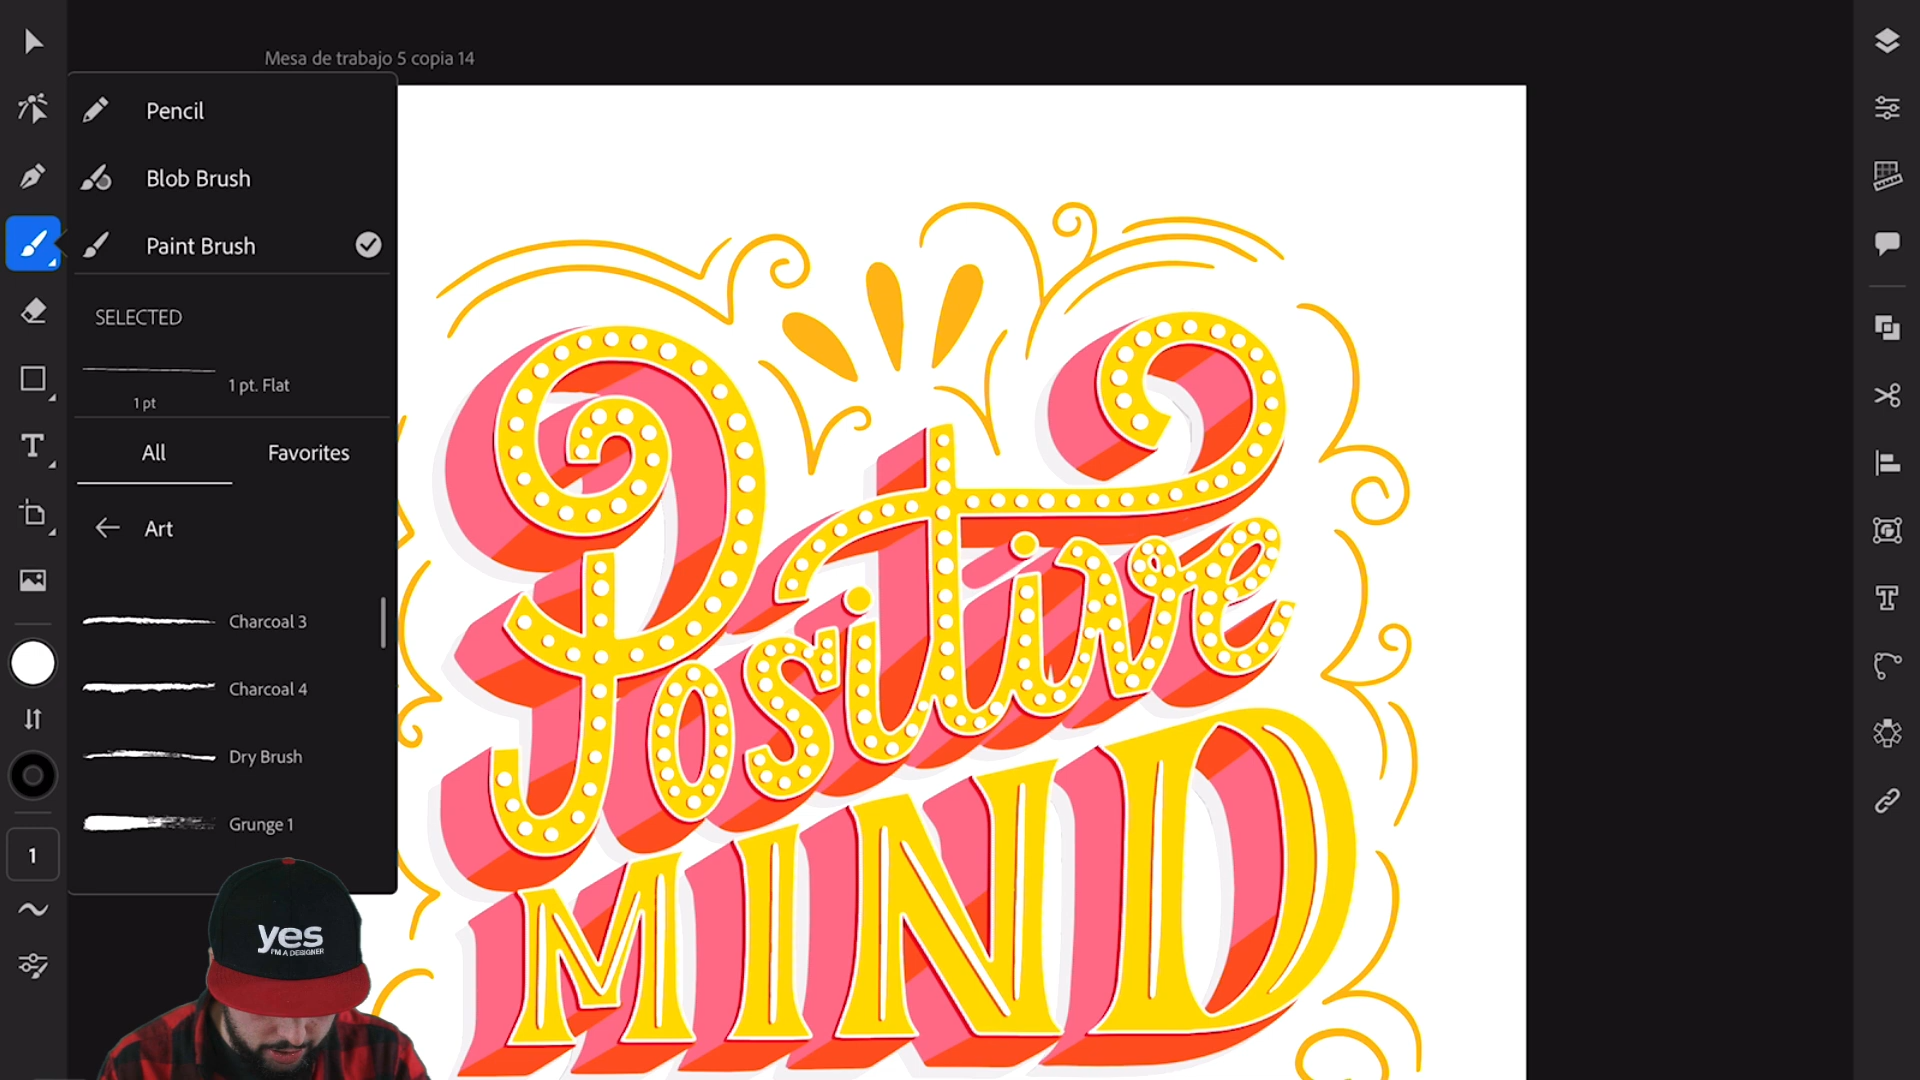 Mesa de trabajo 5 copia 14
Pencil
Blob Brush
Paint Brush
SELECTED
1 pt. Flat
1 pt
All
Favorites
Art
Charcoal 3
Charcoal 4
Dry Brush
Grunge 1
1
Positive
MIND
yes
I'M A DESIGNER